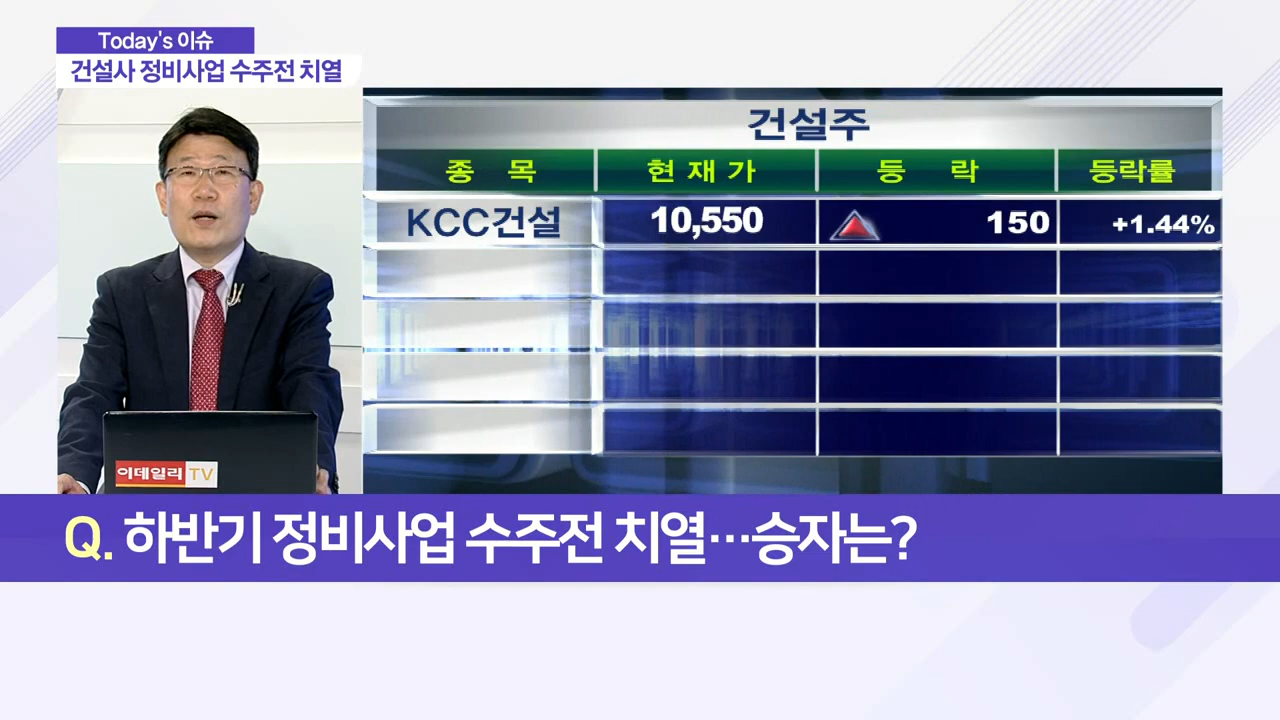 Today's 이슈
건설사 정비사업 수주전 치열
건설주
종 목 현재가 등 락 등락률
KCC건설 10,550 150 +1.44%
이데일리 TV
Q. 하반기 정비사업 수주전 치열…승자는?